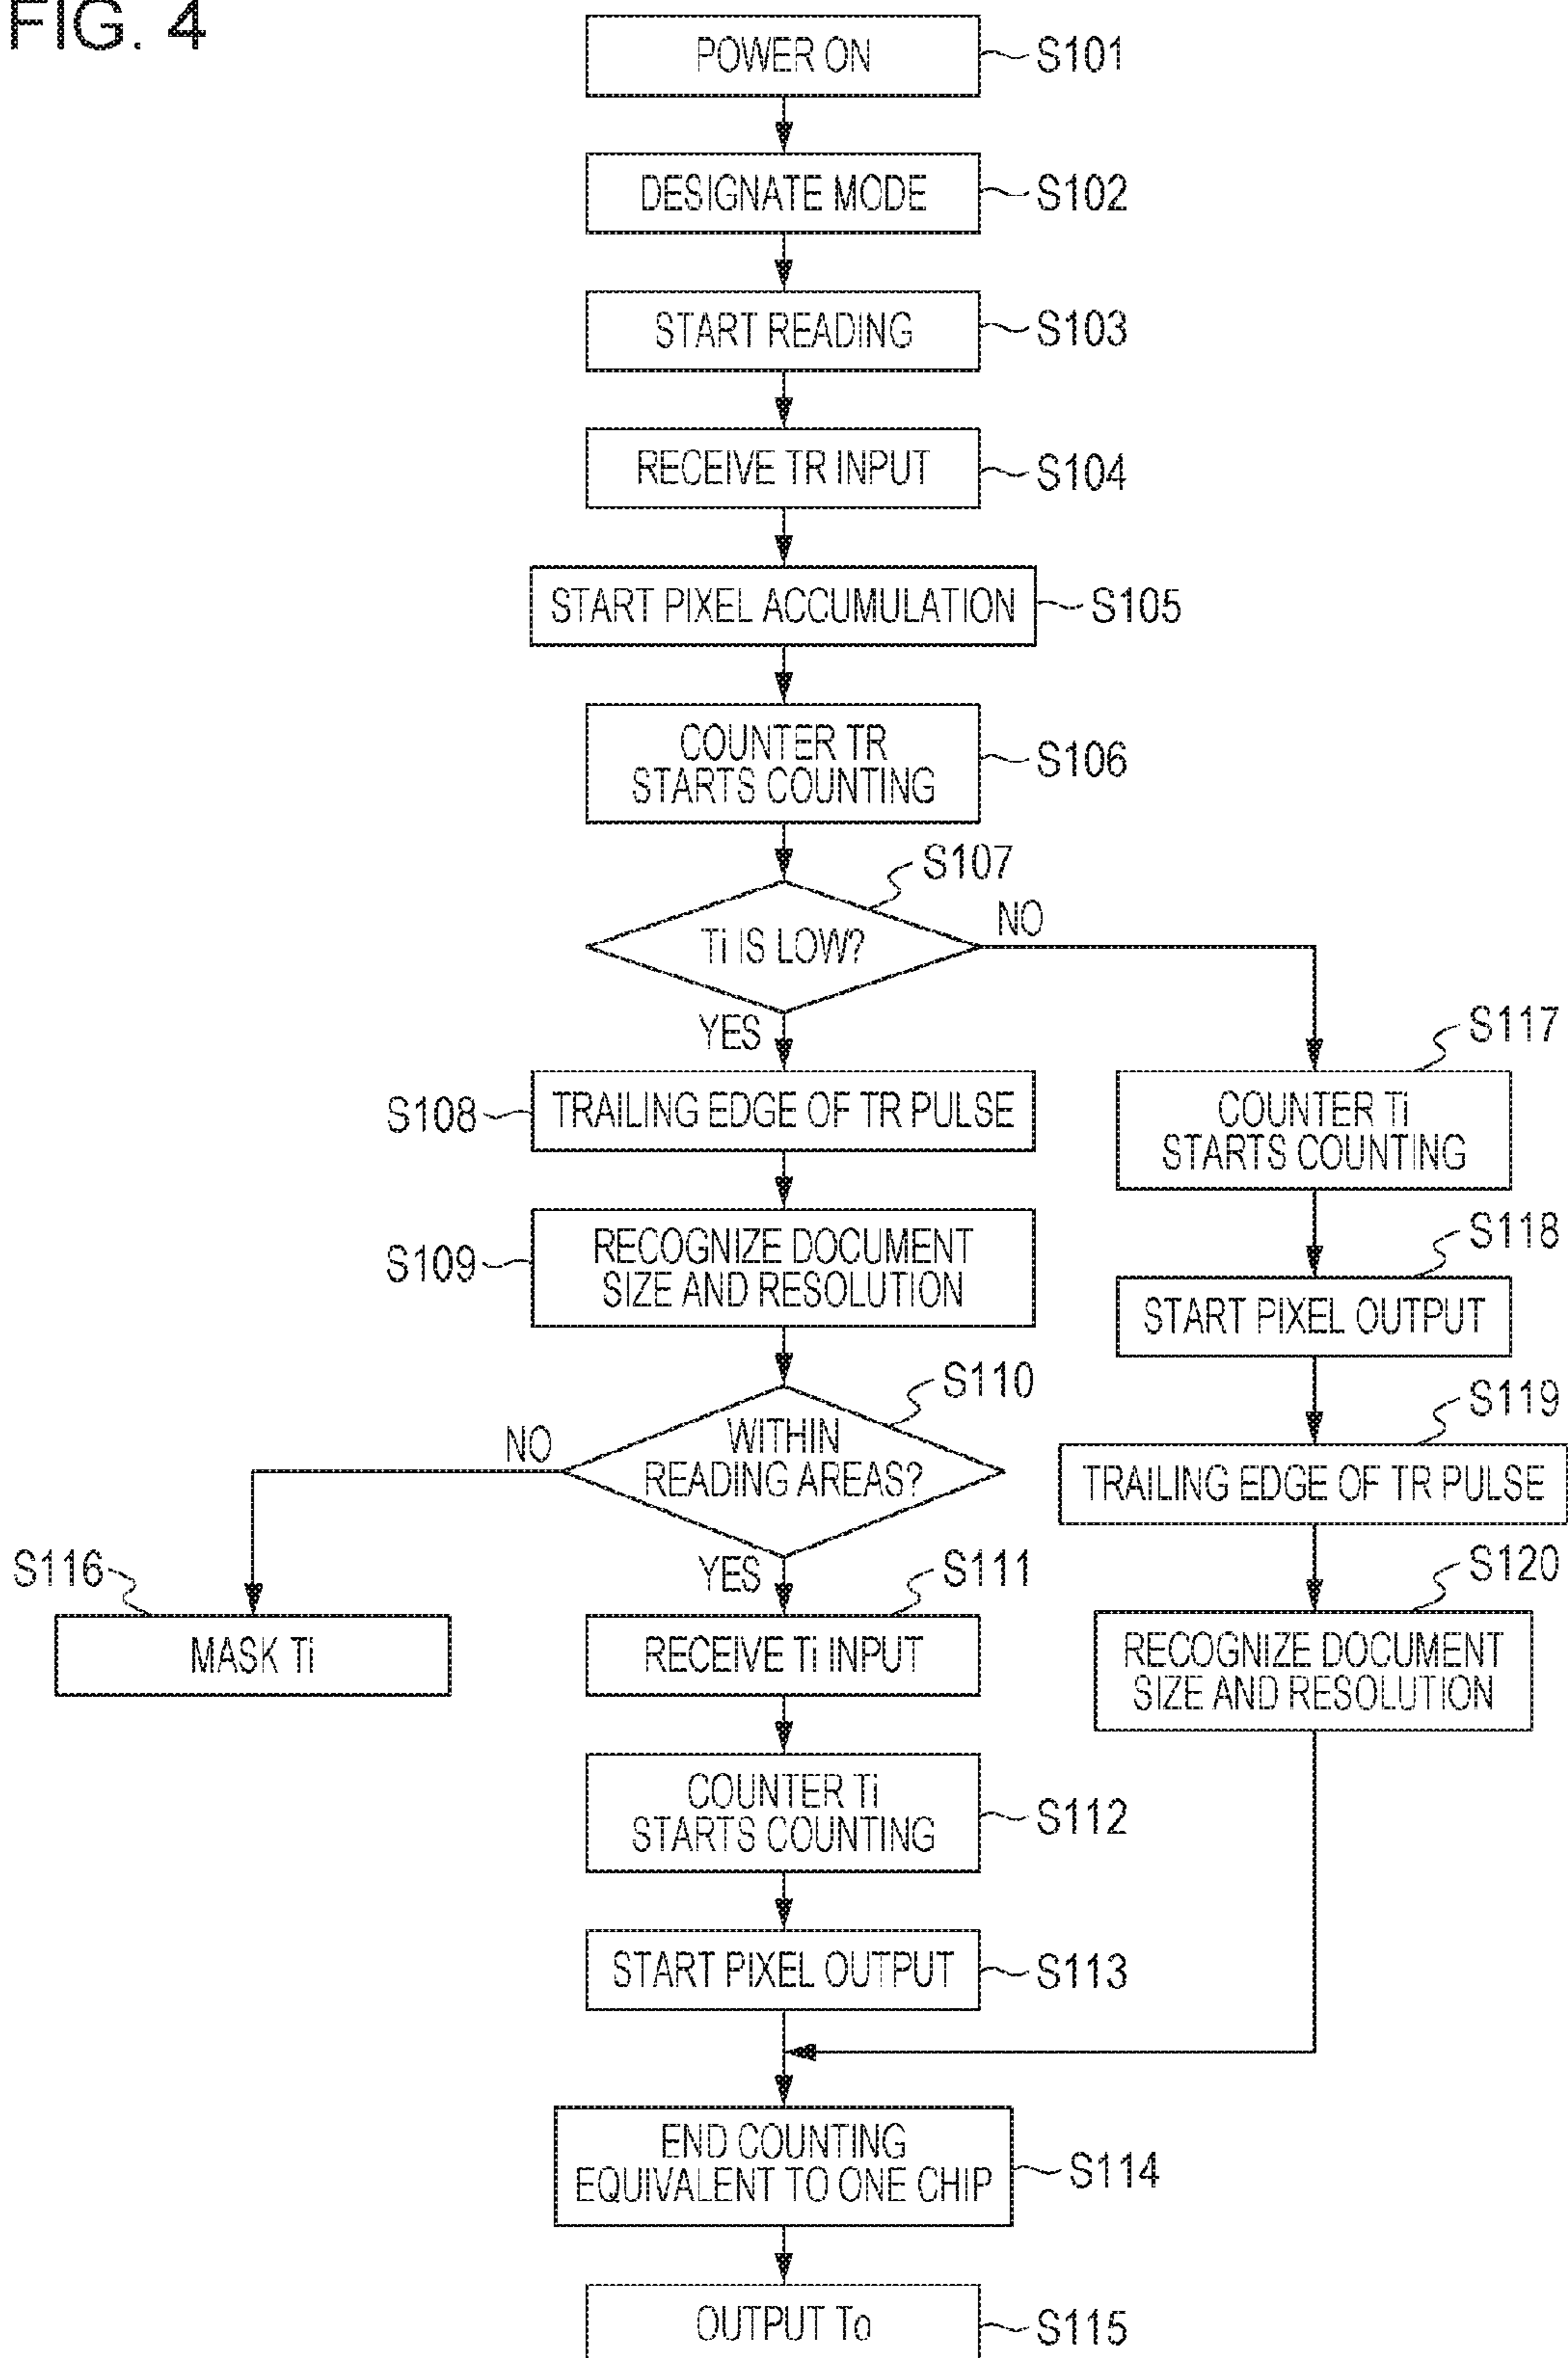 FIG. 4
POWER ON
S101
DESIGNATE MODE
S102
START READING
S103
RECEIVE TR INPUT
S104
START PIXEL ACCUMULATION
S105
COUNTER TR
STARTS COUNTING
S106
S107
Ti IS LOW?
NO
YES
S108
TRAILING EDGE OF TR PULSE
S109
RECOGNIZE DOCUMENT
SIZE AND RESOLUTION
S110
WITHIN
READING AREAS?
NO
YES
S116
MASK Ti
S111
RECEIVE Ti INPUT
COUNTER Ti
STARTS COUNTING
S112
START PIXEL OUTPUT
S113
S117
COUNTER Ti
STARTS COUNTING
S118
START PIXEL OUTPUT
S119
TRAILING EDGE OF TR PULSE
S120
RECOGNIZE DOCUMENT
SIZE AND RESOLUTION
END COUNTING
EQUIVALENT TO ONE CHIP
S114
OUTPUT To
S115